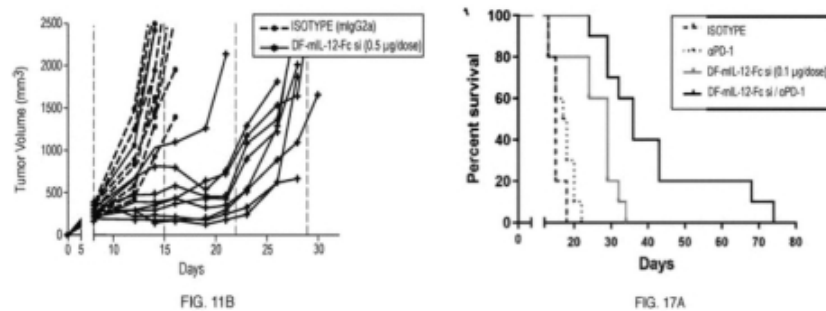 2500
2000
1500
1000
500
0
Tumor Volume (mm3)
0 5 10 15 20 25 30
Days
ISOTYPE (mIgG2a)
DF-mIL-12-Fc si (0.5 µg/dose)
FIG. 11B
100
80
60
40
20
0
Percent survival
0 20 30 40 50 60 70 80
Days
ISOTYPE
αPD-1
DF-mIL-12-Fc si (0.1 µg/dose)
DF-mIL-12-Fc si / αPD-1
FIG. 17A